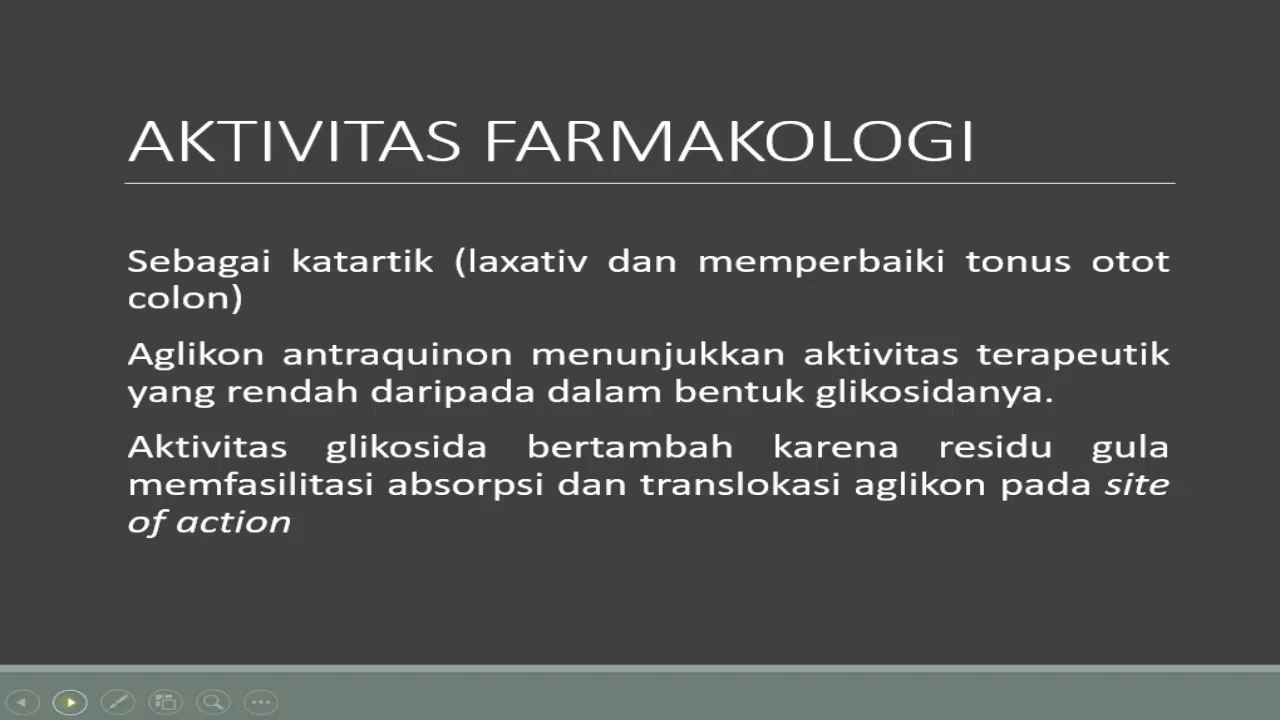 AKTIVITAS FARMAKOLOGI
Sebagai katartik (laxativ dan memperbaiki tonus otot
colon)
Aglikon antraquinon menunjukkan aktivitas terapeutik
yang rendah daripada dalam bentuk glikosidanya.
Aktivitas glikosida bertambah karena residu gula
memfasilitasi absorpsi dan translokasi aglikon pada site
of action